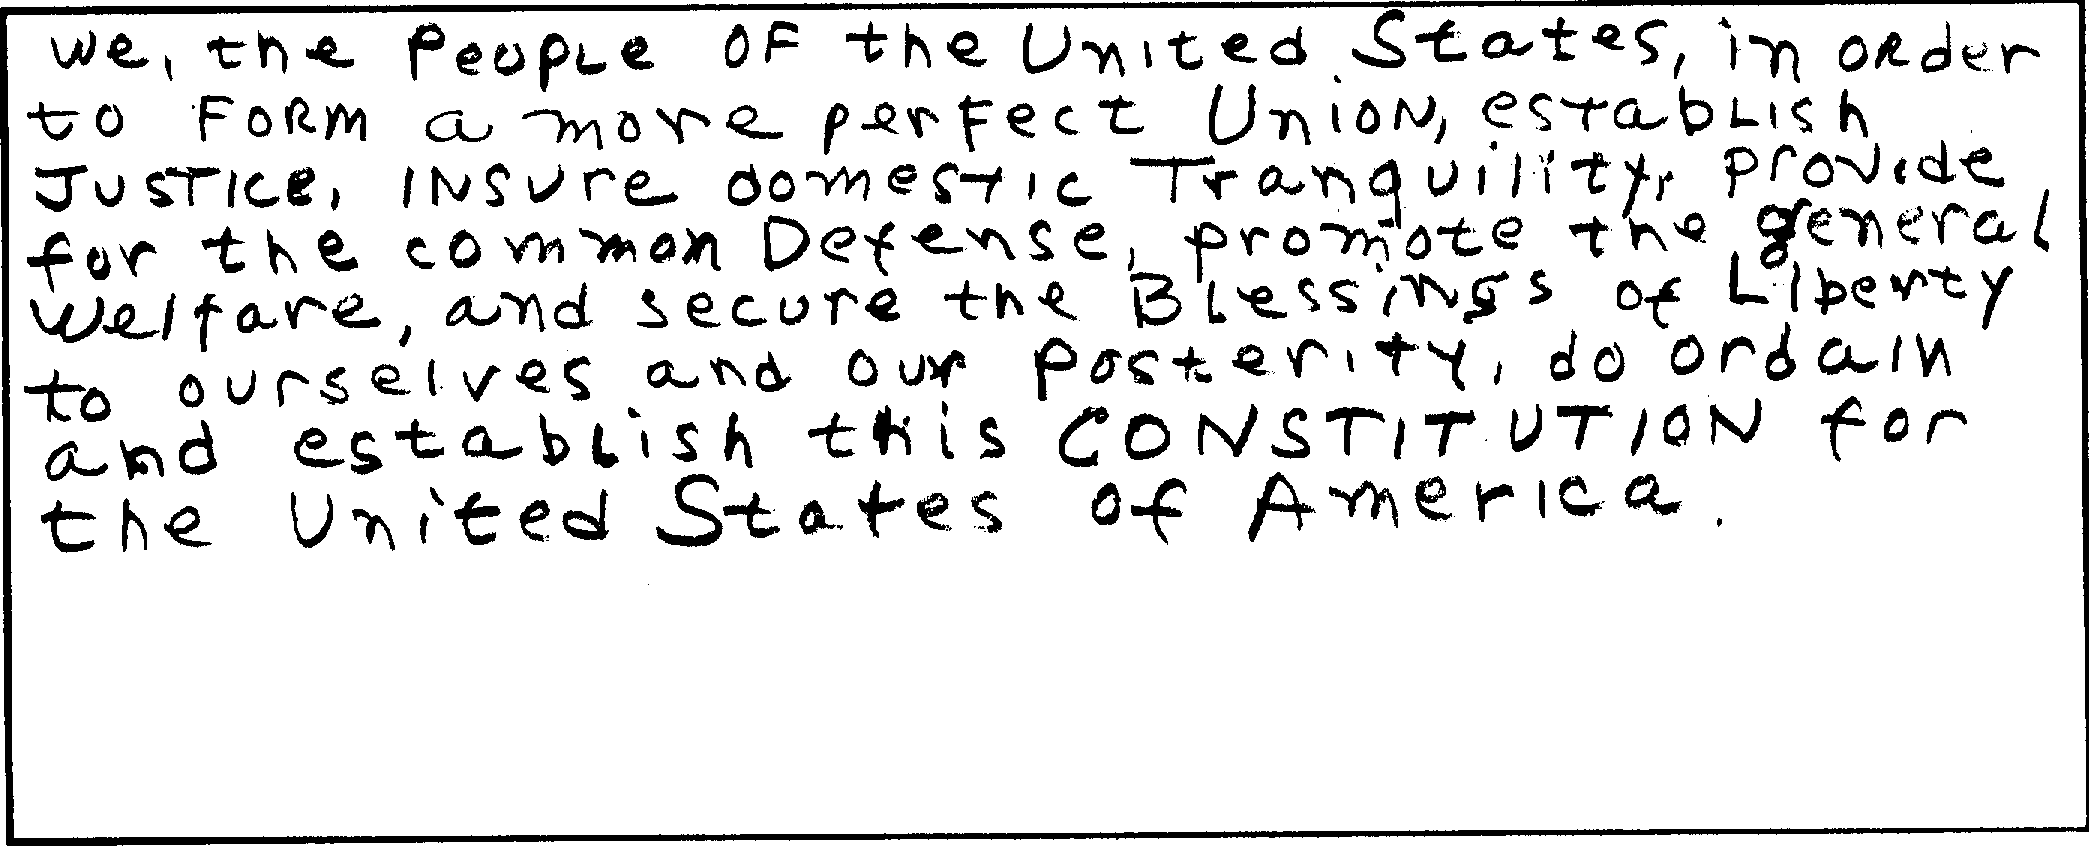 We, the People of the United States, in order
to form a more perfect Union, establish
Justice, insure domestic Tranquility, provide
for the common Defense, promote the general
Welfare, and secure the Blessings of Liberty
to ourselves and our Posterity, do ordain
and establish this CONSTITUTION for
the United States of America.